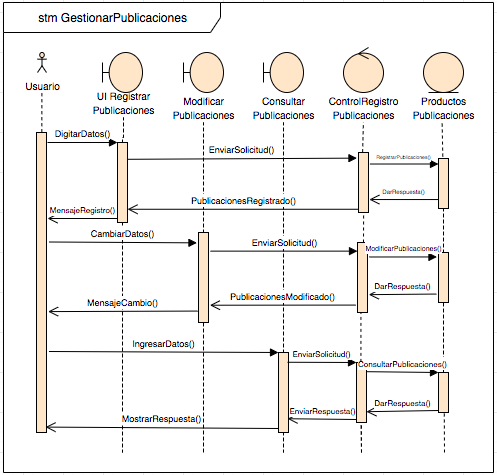 stm GestionarPublicaciones
Usuario
UI Registrar
Publicaciones
Modificar
Publicaciones
Consultar
Publicaciones
ControlRegistro
Publicaciones
Productos
Publicaciones
DigitarDatos()
EnviarSolicitud()
RegistrarPublicaciones()
DarRespuesta()
PublicacionesRegistrado()
MensajeRegistro()
CambiarDatos()
EnviarSolicitud()
ModificarPublicaciones()
DarRespuesta()
PublicacionesModificado()
MensajeCambio()
IngresarDatos()
EnviarSolicitud()
ConsultarPublicaciones()
DarRespuesta()
EnviarRespuesta()
MostrarRespuesta()